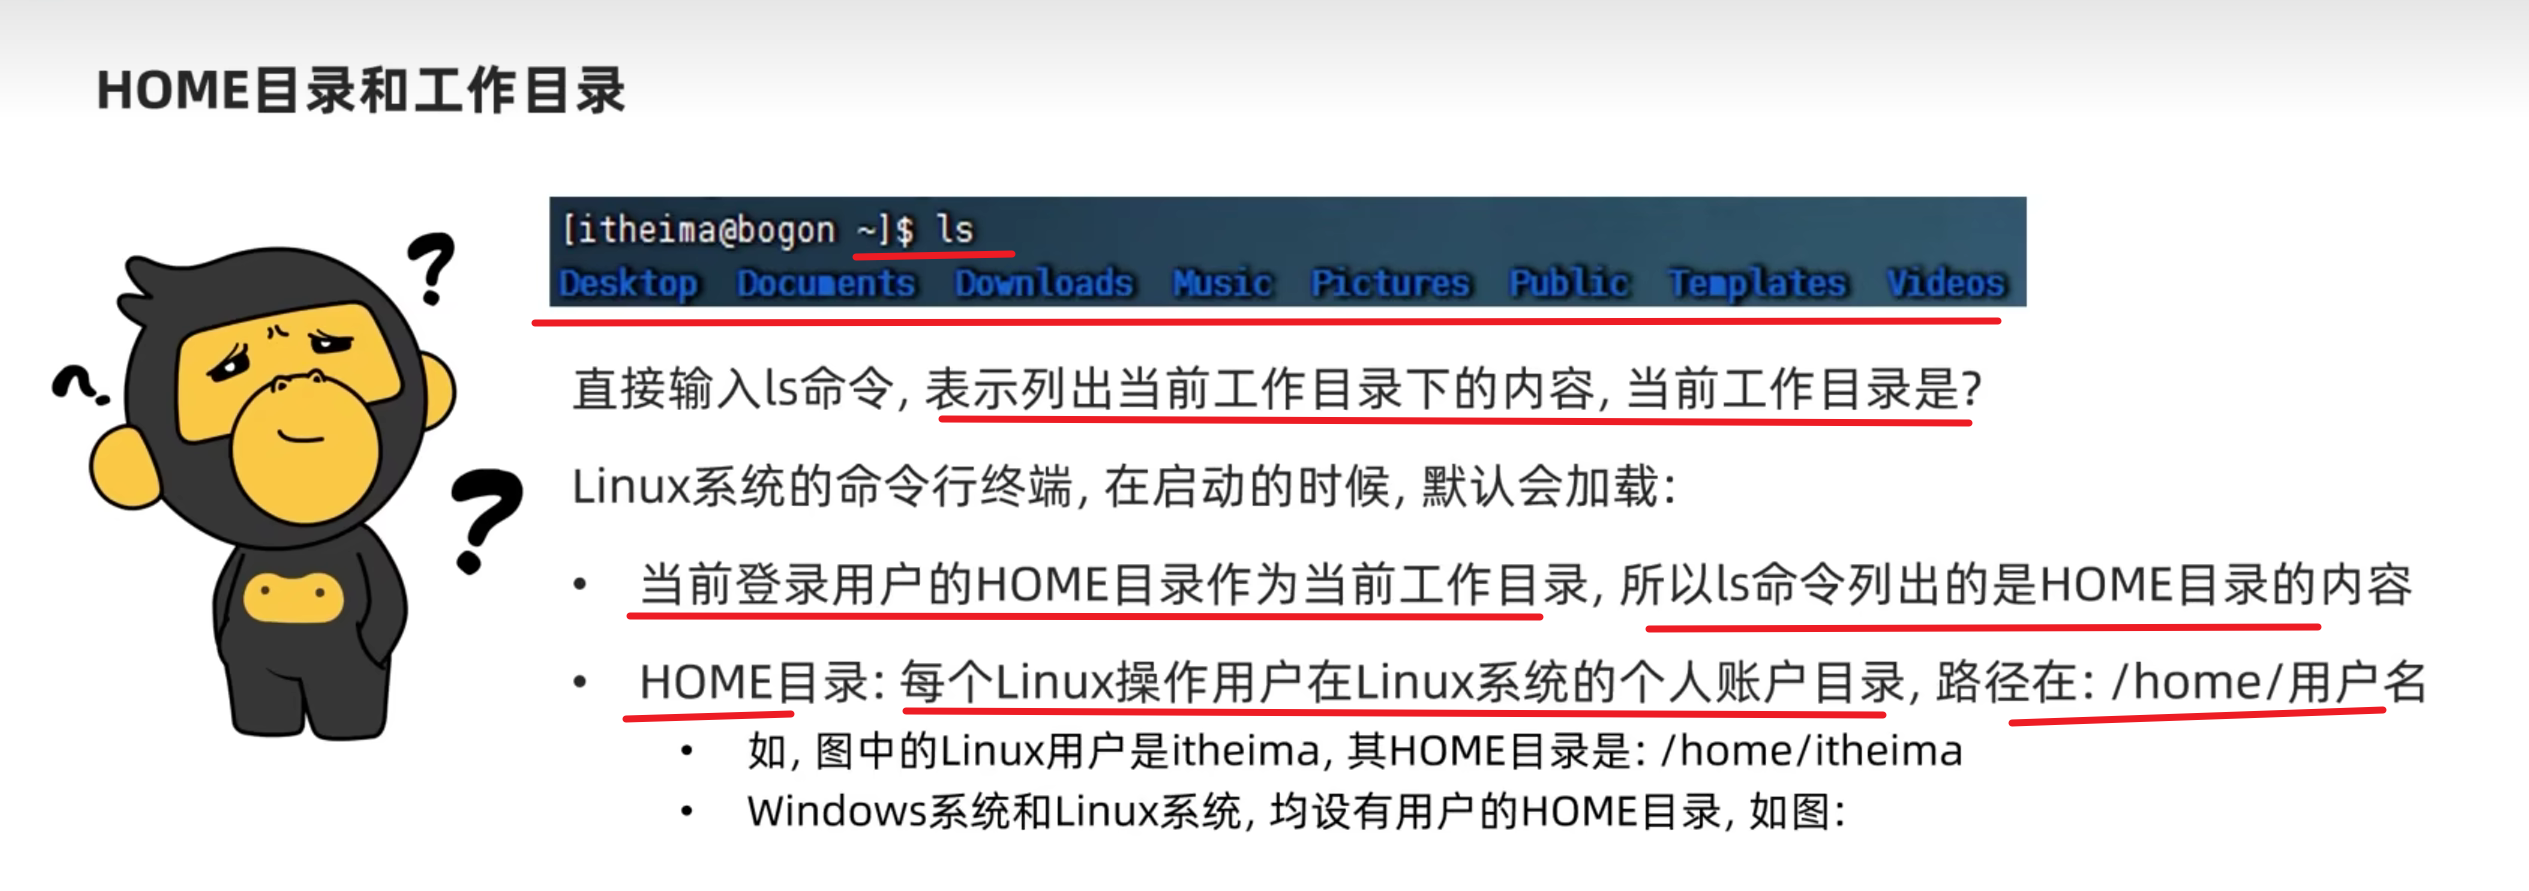 HOME目录和工作目录
[itheima@bogon ~]$ ls
Desktop Documents Downloads Music Pictures Public Templates Videos
直接输入ls命令, 表示列出当前工作目录下的内容, 当前工作目录是?
Linux系统的命令行终端, 在启动的时候, 默认会加载:
• 当前登录用户的HOME目录作为当前工作目录, 所以ls命令列出的是HOME目录的内容
• HOME目录: 每个Linux操作用户在Linux系统的个人账户目录, 路径在: /home/用户名
• 如, 图中的Linux用户是itheima, 其HOME目录是: /home/itheima
• Windows系统和Linux系统, 均设有用户的HOME目录, 如图: